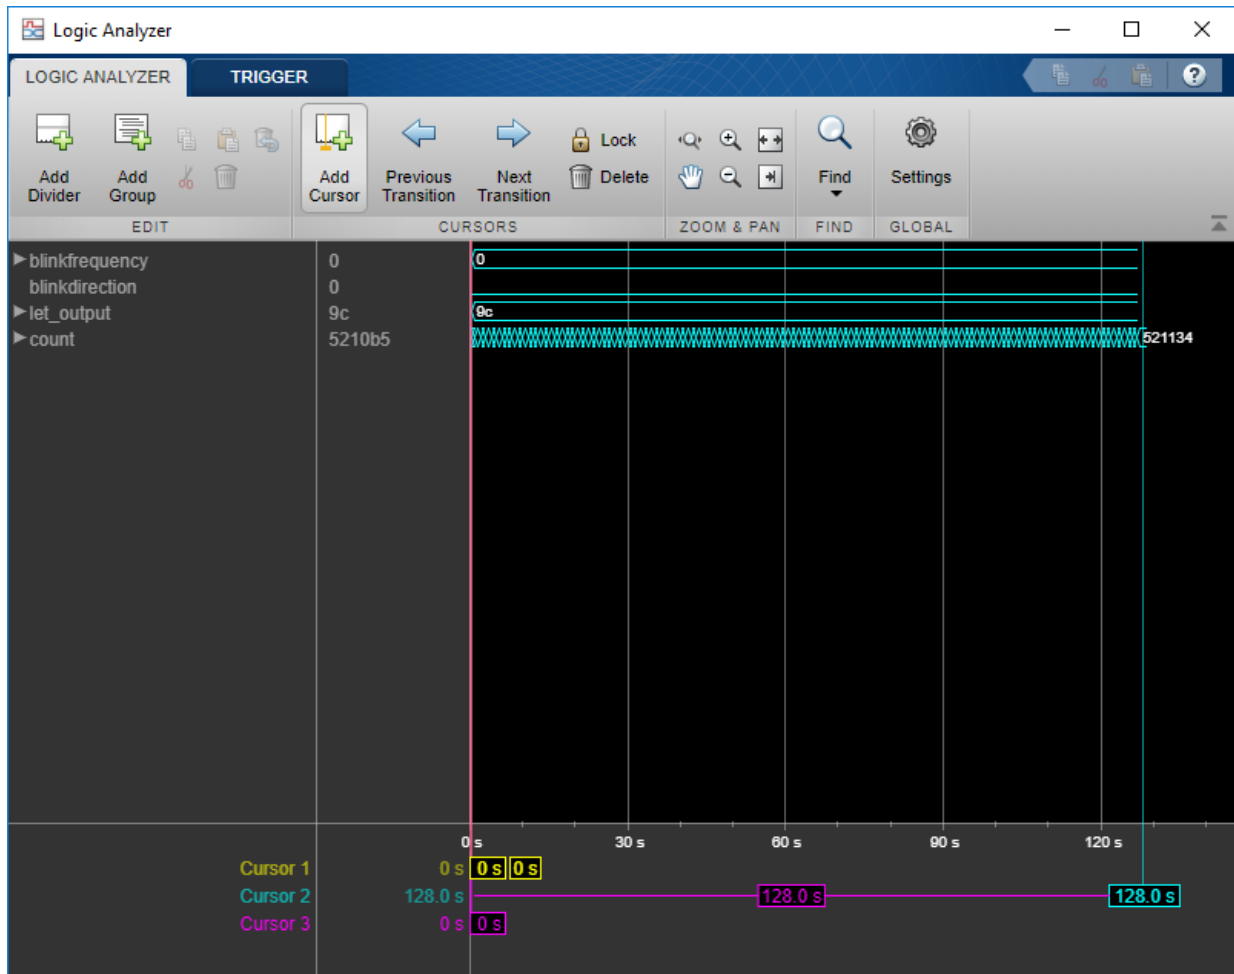 Logic Analyzer
LOGIC ANALYZER TRIGGER ?
Add Divider
Add Group
Add Cursor
Previous Transition
Next Transition
Lock
Delete
Find
Settings
EDIT CURSORS ZOOM & PAN FIND GLOBAL
blinkfrequency 0 0
blinkdirection 0
let_output 9c 9c
count 5210b5 521134
0 s 30 s 60 s 90 s 120 s
Cursor 1 0 s 0 s 0 s
Cursor 2 128.0 s 128.0 s 128.0 s
Cursor 3 0 s 0 s